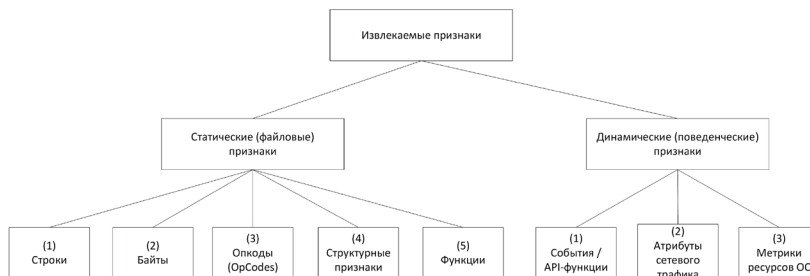 Извлекаемые признаки
Статические (файловые)
признаки
Динамические (поведенческие)
признаки
(1)
Строки
(2)
Байты
(3)
Опкоды
(OpCodes)
(4)
Структурные
признаки
(5)
Функции
(1)
События /
API-функции
(2)
Атрибуты
сетевого
трафика
(3)
Метрики
ресурсов ОС